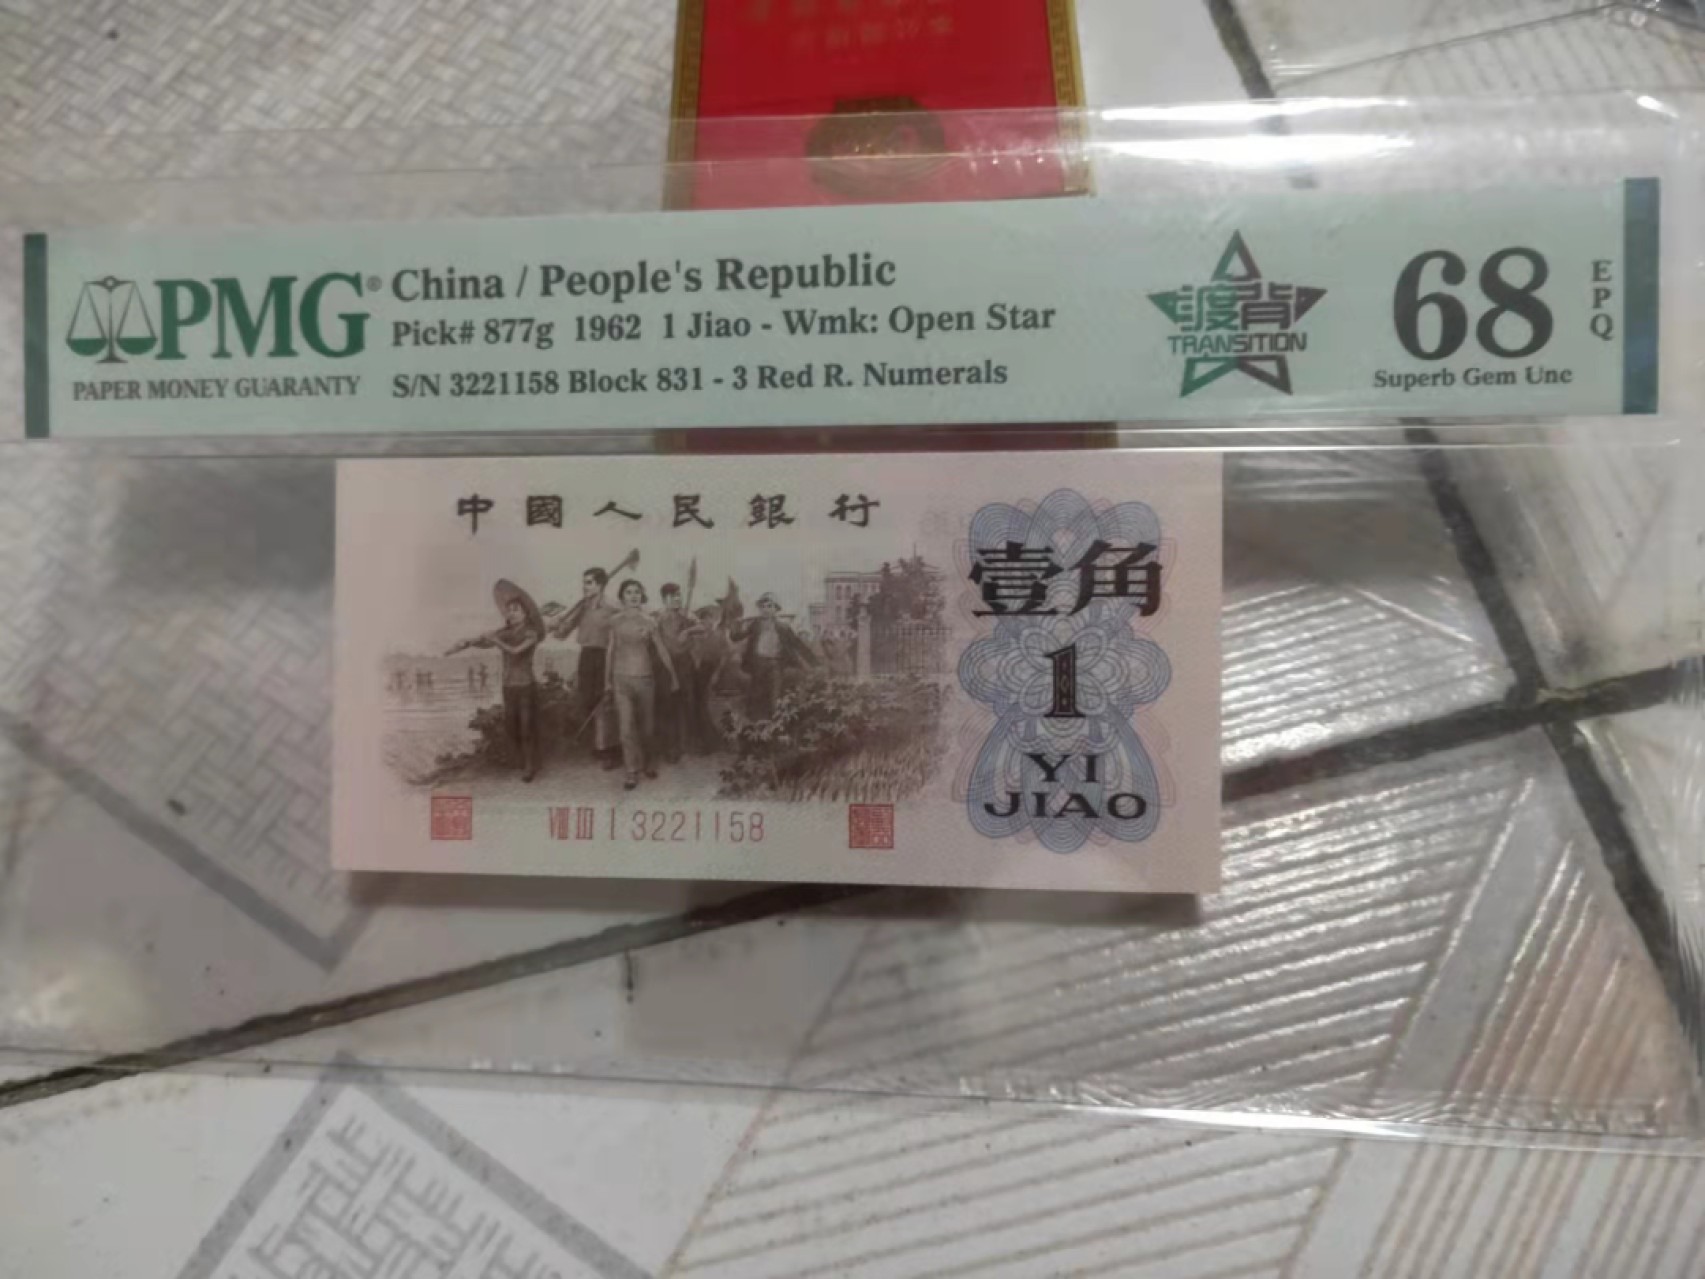 PMG®
PAPER MONEY GUARANTY
China / People's Republic
Pick# 877g 1962 1 Jiao - Wmk: Open Star
S/N 3221158 Block 831 - 3 Red R. Numerals
渡背
TRANSITION
68
EPQ
Superb Gem Unc
中國人民銀行
壹角
1
YI
JIAO
VIII III I 3221158